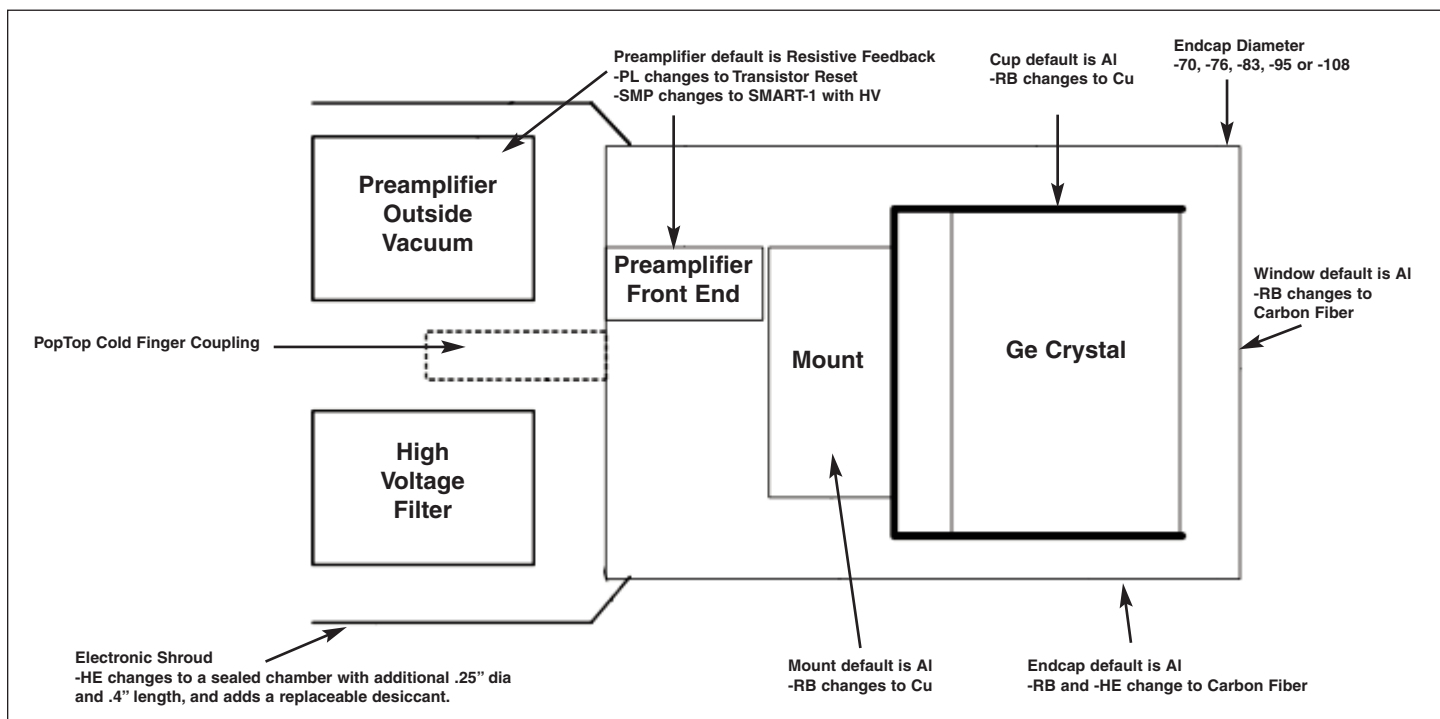 Preamplifier default is Resistive Feedback
-PL changes to Transistor Reset
-SMP changes to SMART-1 with HV
Cup default is Al
-RB changes to Cu
Endcap Diameter
-70, -76, -83, -95 or -108
Preamplifier
Outside
Vacuum
Preamplifier
Front End
Window default is Al
-RB changes to
Carbon Fiber
PopTop Cold Finger Coupling
Mount
Ge Crystal
High
Voltage
Filter
Electronic Shroud
-HE changes to a sealed chamber with additional .25” dia
and .4” length, and adds a replaceable desiccant.
Mount default is Al
-RB changes to Cu
Endcap default is Al
-RB and -HE change to Carbon Fiber